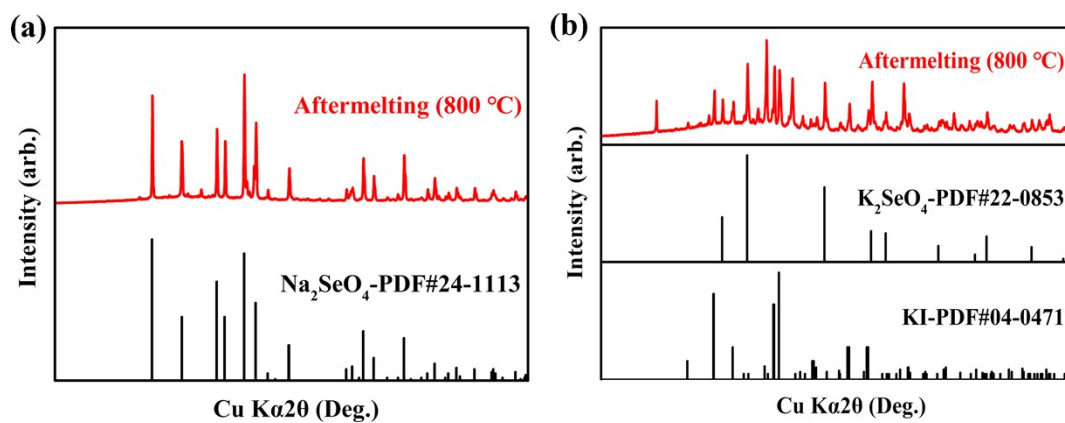 (a)
Aftermelting (800 ℃)
Na₂SeO₄-PDF#24-1113
Intensity (arb.)
Cu Kα2θ (Deg.)
(b)
Aftermelting (800 ℃)
K₂SeO₄-PDF#22-0853
KI-PDF#04-0471
Intensity (arb.)
Cu Kα2θ (Deg.)